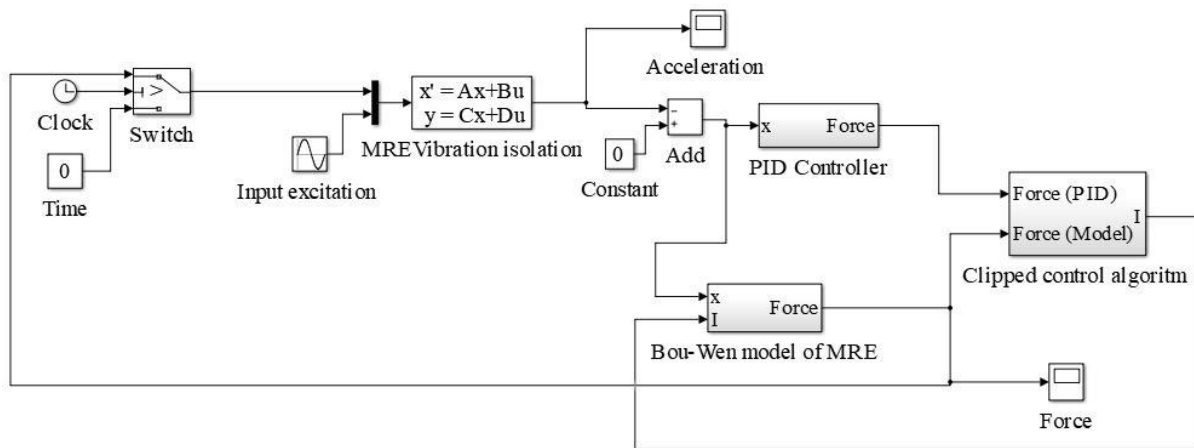 Acceleration
x' = Ax+Bu
y = Cx+Du
MREVibration isolation
>
Clock
Switch
0
Time
Input excitation
−
+
Add
0
Constant
x
Force
PID Controller
Force (PID)
I
Force (Model)
Clipped control algoritm
x
Force
I
Bou-Wen model of MRE
Force